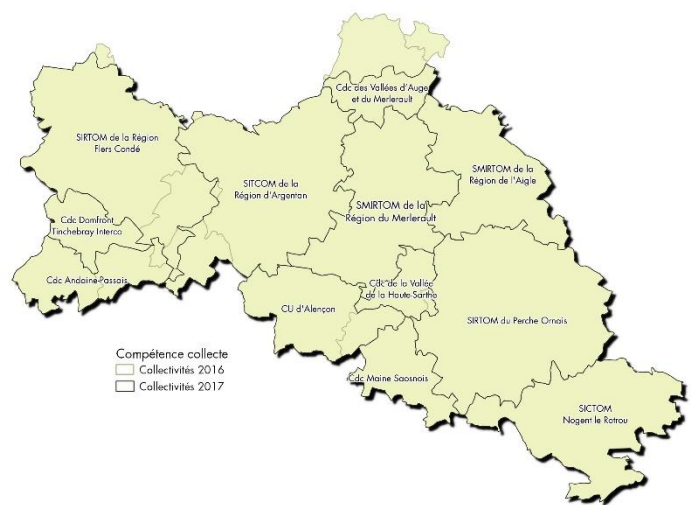 Cdc des Vallées d'Auge
et du Merlerault
SIRTOM de la Région
Flers Condé
SITCOM de la
Région d'Argentan
SMIRTOM de la
Région de l'Aigle
SMIRTOM de la
Région du Merlerault
Cdc Domfront
Tinchebray Interco
Cdc Andaine-Passais
CU d'Alençon
Cdc de la Vallée
de la Haute-Sarthe
SIRTOM du Perche Ornais
Cdc Maine Saosnois
SICTOM
Nogent le Rotrou
Compétence collecte
Collectivités 2016
Collectivités 2017